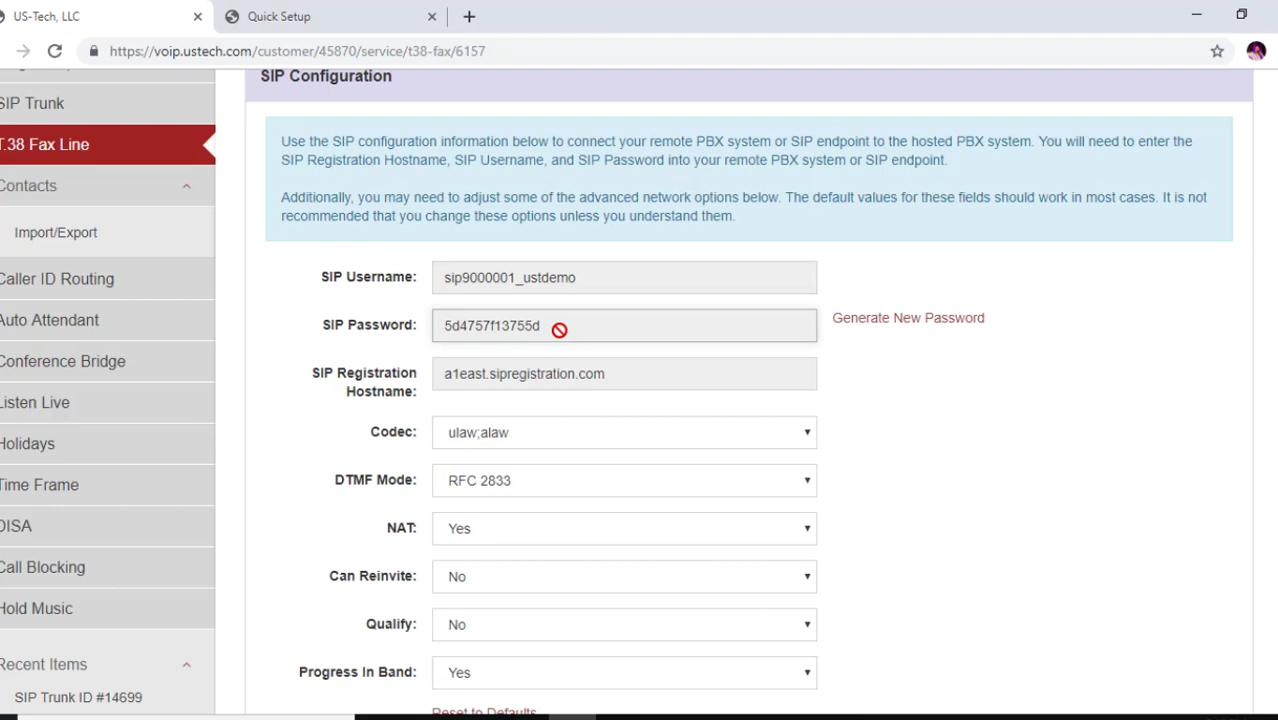 US-Tech, LLC
Quick Setup
https://voip.ustech.com/customer/45870/service/t38-fax/6157
SIP Trunk
T.38 Fax Line
Contacts
Import/Export
Caller ID Routing
Auto Attendant
Conference Bridge
Listen Live
Holidays
Time Frame
DISA
Call Blocking
Hold Music
Recent Items
SIP Trunk ID #14699
SIP Configuration
Use the SIP configuration information below to connect your remote PBX system or SIP endpoint to the hosted PBX system. You will need to enter the
SIP Registration Hostname, SIP Username, and SIP Password into your remote PBX system or SIP endpoint.
Additionally, you may need to adjust some of the advanced network options below. The default values for these fields should work in most cases. It is not
recommended that you change these options unless you understand them.
SIP Username: sip9000001_ustdemo
SIP Password: 5d4757f13755d Generate New Password
SIP Registration
Hostname: a1east.sipregistration.com
Codec: ulaw;alaw
DTMF Mode: RFC 2833
NAT: Yes
Can Reinvite: No
Qualify: No
Progress In Band: Yes
Reset to Defaults